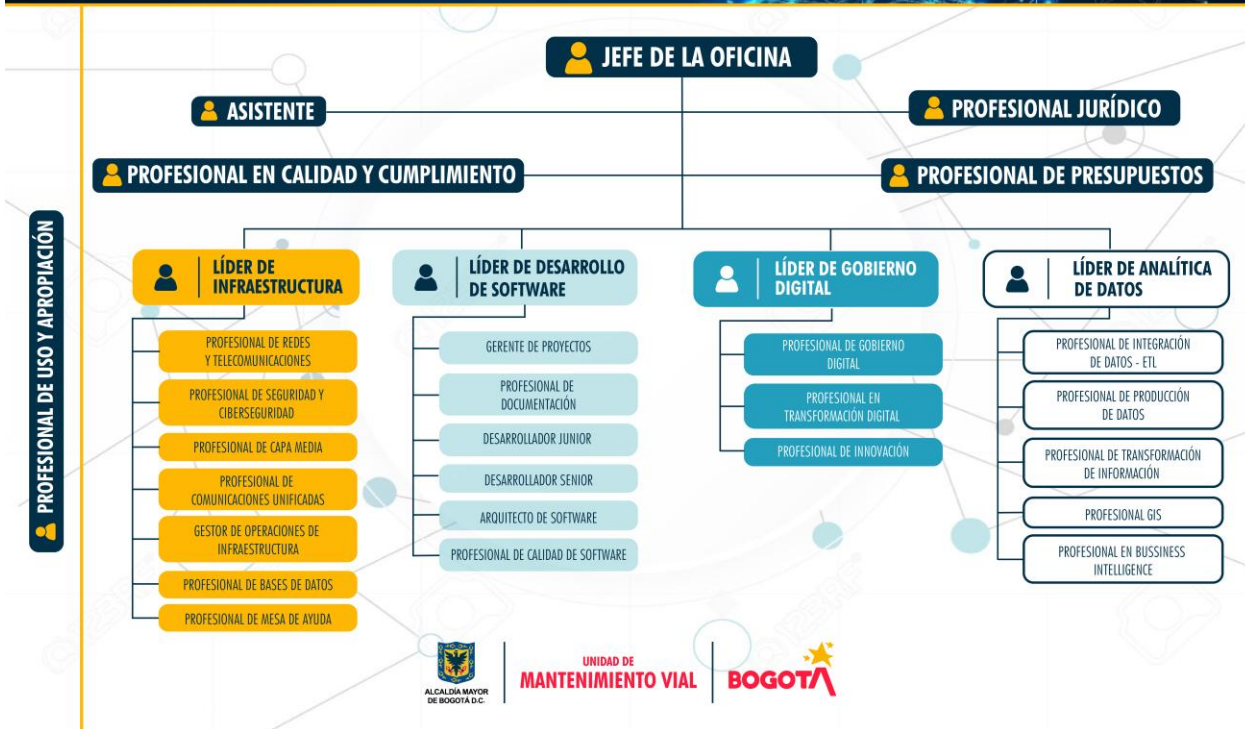 JEFE DE LA OFICINA
ASISTENTE
PROFESIONAL JURÍDICO
PROFESIONAL EN CALIDAD Y CUMPLIMIENTO
PROFESIONAL DE PRESUPUESTOS
PROFESIONAL DE USO Y APROPIACIÓN
LÍDER DE
INFRAESTRUCTURA
PROFESIONAL DE REDES
Y TELECOMUNICACIONES
PROFESIONAL DE SEGURIDAD Y
CIBERSEGURIDAD
PROFESIONAL DE CAPA MEDIA
PROFESIONAL DE
COMUNICACIONES UNIFICADAS
GESTOR DE OPERACIONES DE
INFRAESTRUCTURA
PROFESIONAL DE BASES DE DATOS
PROFESIONAL DE MESA DE AYUDA
LÍDER DE DESARROLLO
DE SOFTWARE
GERENTE DE PROYECTOS
PROFESIONAL DE
DOCUMENTACIÓN
DESARROLLADOR JUNIOR
DESARROLLADOR SENIOR
ARQUITECTO DE SOFTWARE
PROFESIONAL DE CALIDAD DE SOFTWARE
LÍDER DE GOBIERNO
DIGITAL
PROFESIONAL DE GOBIERNO
DIGITAL
PROFESIONAL EN
TRANSFORMACIÓN DIGITAL
PROFESIONAL DE INNOVACIÓN
LÍDER DE ANALÍTICA
DE DATOS
PROFESIONAL DE INTEGRACIÓN
DE DATOS - ETL
PROFESIONAL DE PRODUCCIÓN
DE DATOS
PROFESIONAL DE TRANSFORMACIÓN
DE INFORMACIÓN
PROFESIONAL GIS
PROFESIONAL EN BUSSINESS
INTELLIGENCE
ALCALDÍA MAYOR
DE BOGOTÁ D.C.
UNIDAD DE
MANTENIMIENTO VIAL
BOGOTÁ